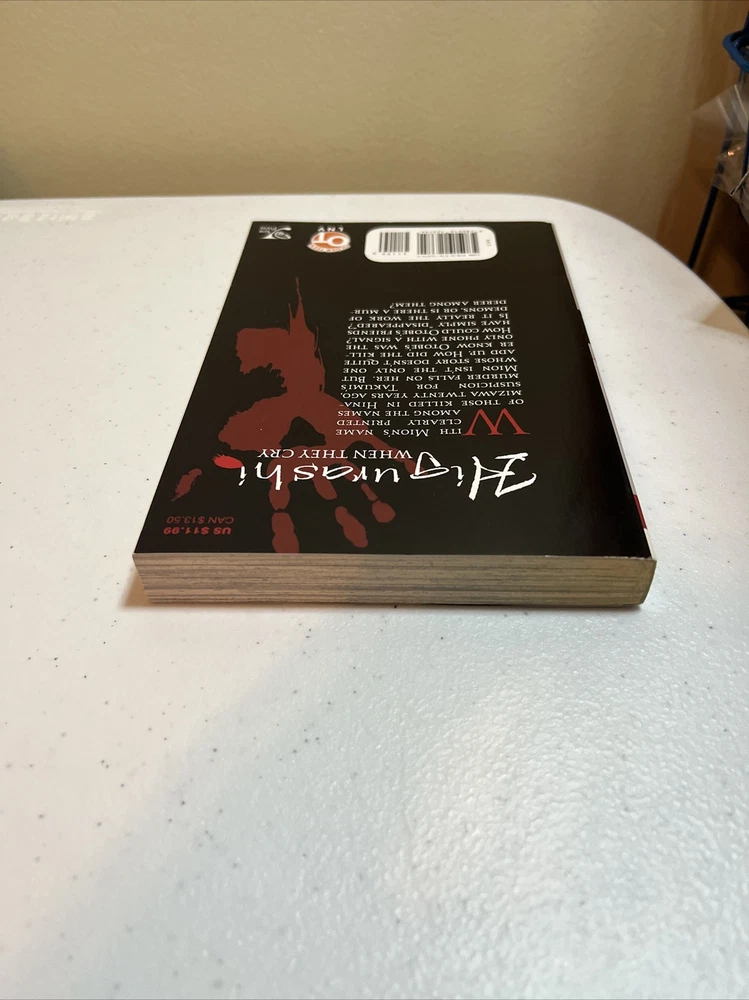 US $11.99
CAN $13.50
Higurashi
WHEN THEY CRY
WITH MION'S NAME
CLEARLY PRINTED
AMONG THE NAMES
OF THOSE KILLED IN HINA-
MIZAWA TWENTY YEARS AGO,
SUSPICION FOR TAKUMI'S
MURDER FALLS ON HER. BUT
MION ISN'T THE ONLY ONE
WHOSE STORY DOESN'T QUITE
ADD UP. HOW DID THE KILL-
ER KNOW OTOBE'S WAS THE
ONLY PHONE WITH A SIGNAL?
HOW COULD OTOBE'S FRIENDS
HAVE SIMPLY "DISAPPEARED"?
IS IT REALLY THE WORK OF
DEMONS, OR IS THERE A MUR-
DERER AMONG THEM?
OT
LNV